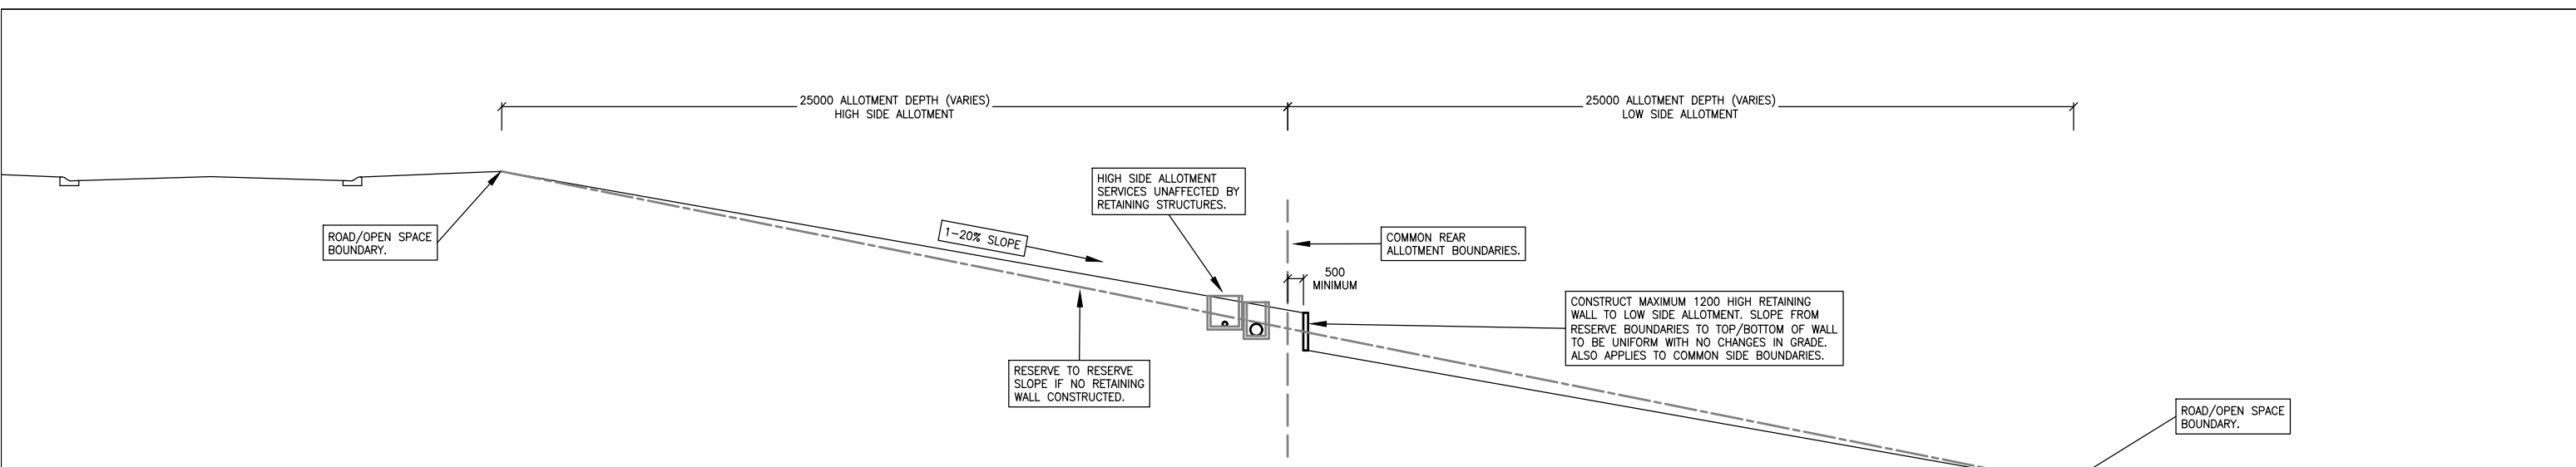 25000 ALLOTMENT DEPTH (VARIES)
HIGH SIDE ALLOTMENT
25000 ALLOTMENT DEPTH (VARIES)
LOW SIDE ALLOTMENT
HIGH SIDE ALLOTMENT
SERVICES UNAFFECTED BY
RETAINING STRUCTURES.
ROAD/OPEN SPACE
BOUNDARY.
1-20% SLOPE
COMMON REAR
ALLOTMENT BOUNDARIES.
500
MINIMUM
CONSTRUCT MAXIMUM 1200 HIGH RETAINING
WALL TO LOW SIDE ALLOTMENT. SLOPE FROM
RESERVE BOUNDARIES TO TOP/BOTTOM OF WALL
TO BE UNIFORM WITH NO CHANGES IN GRADE.
ALSO APPLIES TO COMMON SIDE BOUNDARIES.
RESERVE TO RESERVE
SLOPE IF NO RETAINING
WALL CONSTRUCTED.
ROAD/OPEN SPACE
BOUNDARY.